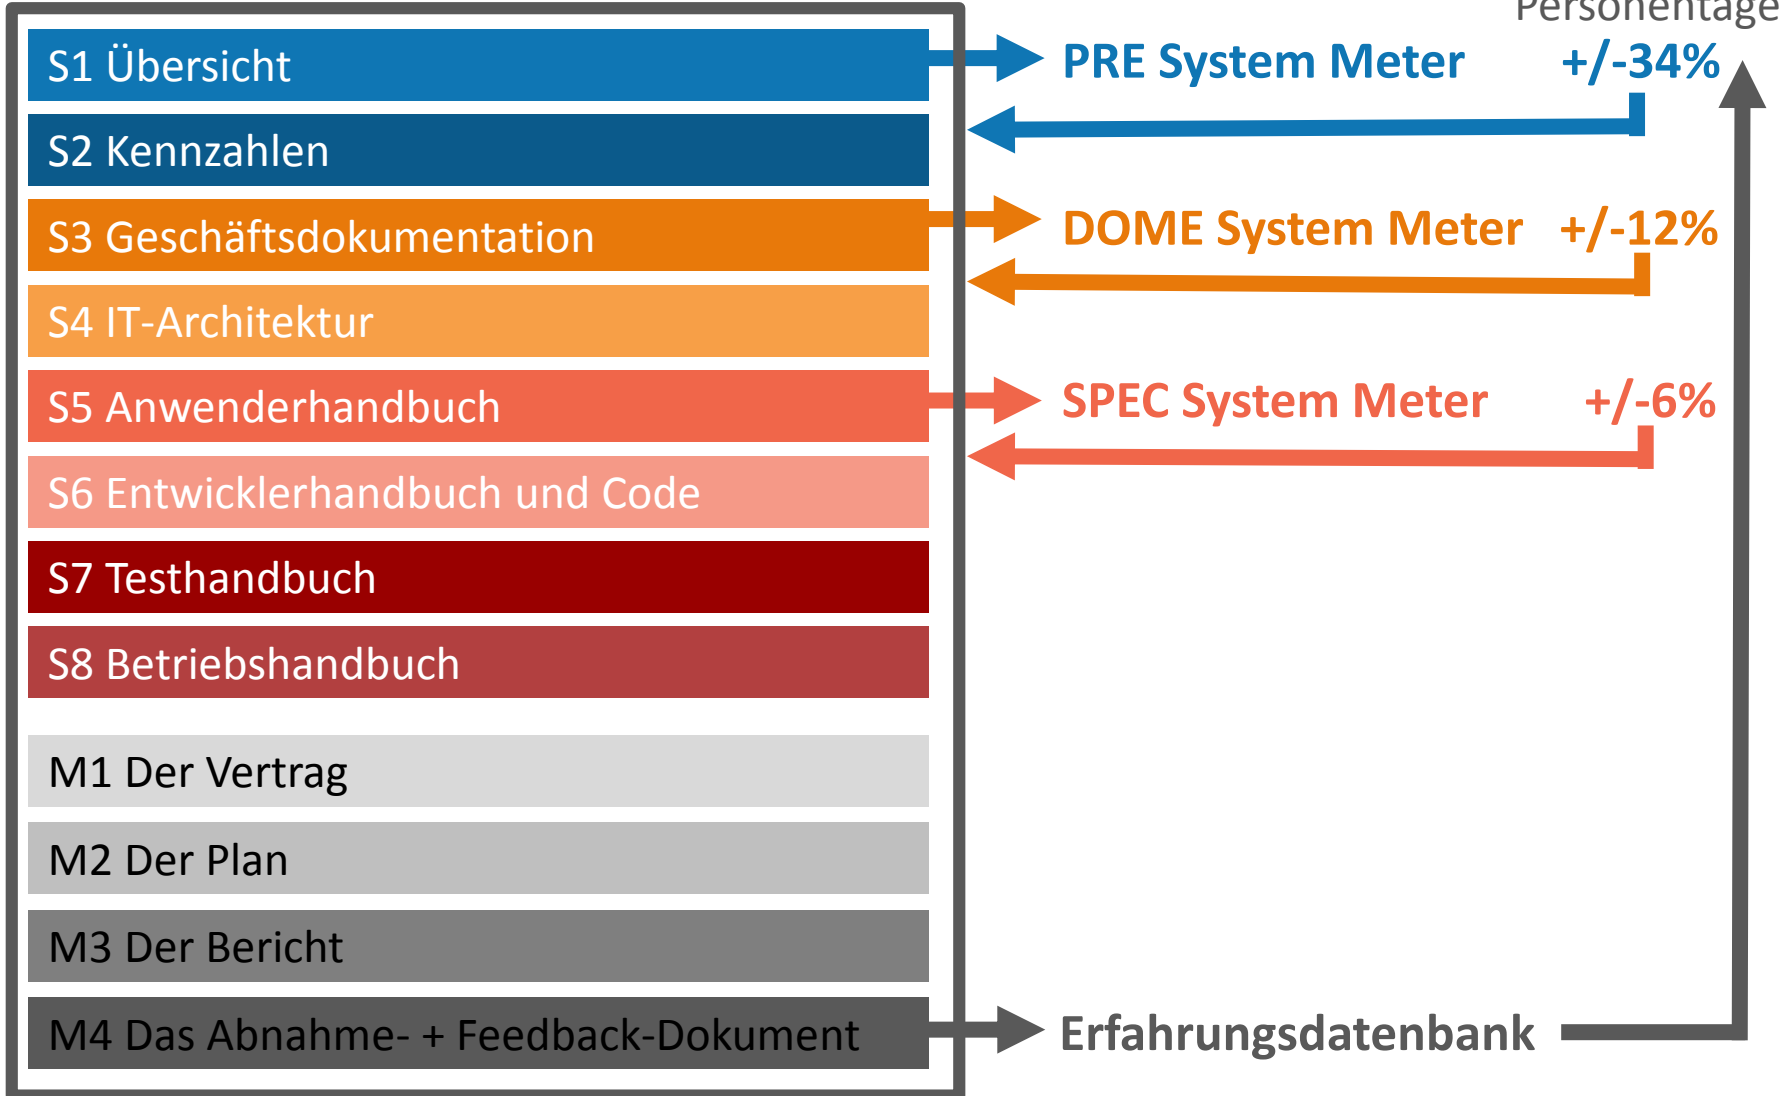 Personentage
S1 Übersicht
PRE System Meter +/-34%
S2 Kennzahlen
S3 Geschäftsdokumentation
DOME System Meter +/-12%
S4 IT-Architektur
S5 Anwenderhandbuch
SPEC System Meter +/-6%
S6 Entwicklerhandbuch und Code
S7 Testhandbuch
S8 Betriebshandbuch
M1 Der Vertrag
M2 Der Plan
M3 Der Bericht
M4 Das Abnahme- + Feedback-Dokument
Erfahrungsdatenbank